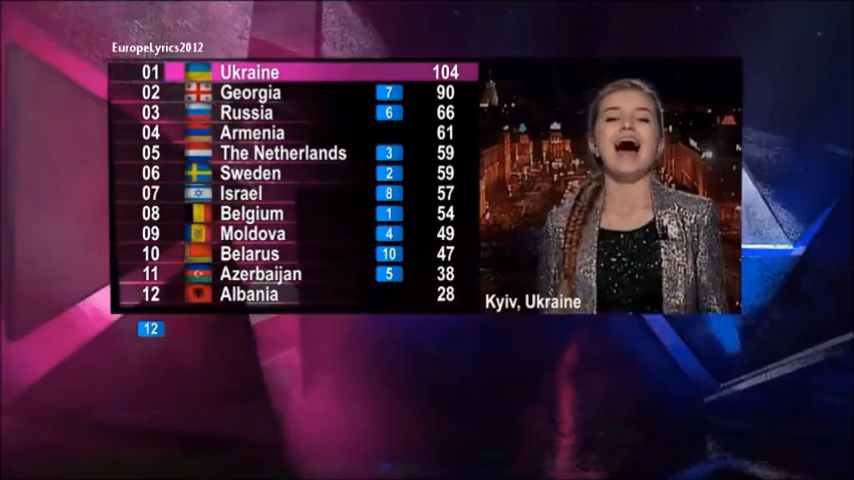 EuropeLyrics2012
01 Ukraine 104
02 Georgia 7 90
03 Russia 6 66
04 Armenia 61
05 The Netherlands 3 59
06 Sweden 2 59
07 Israel 8 57
08 Belgium 1 54
09 Moldova 4 49
10 Belarus 10 47
11 Azerbaijan 5 38
12 Albania 28
Kyiv, Ukraine
12